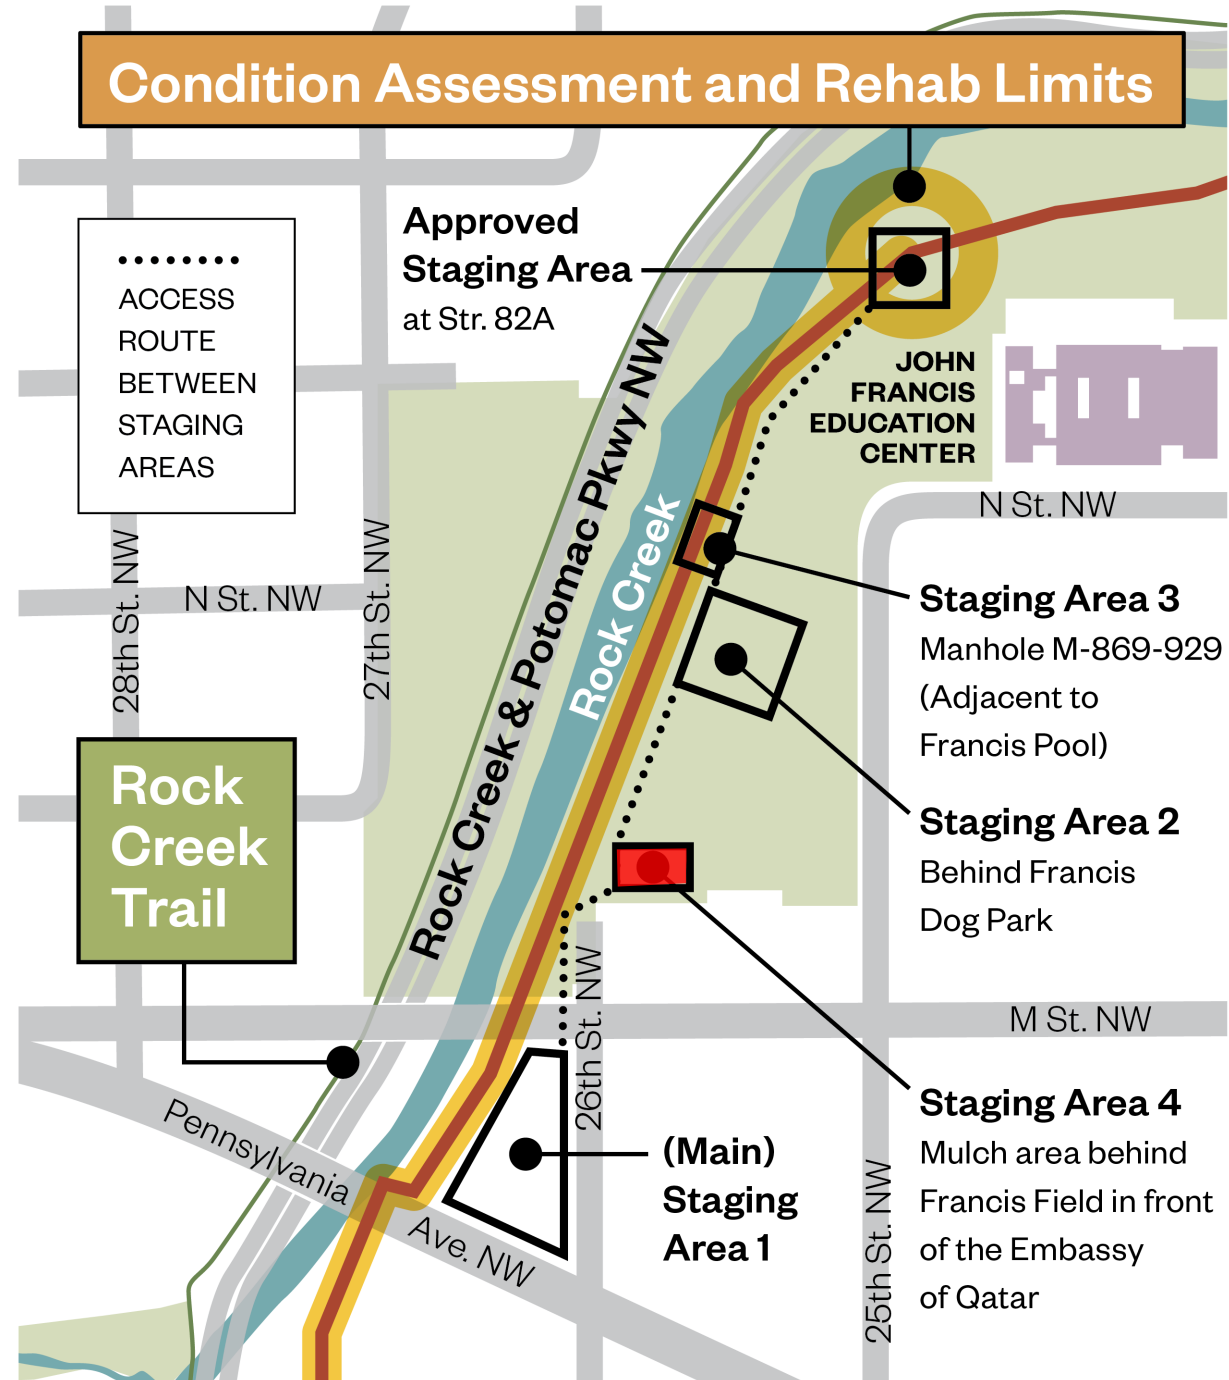 Condition Assessment and Rehab Limits
Approved
Staging Area
at Str. 82A
ACCESS
ROUTE
BETWEEN
STAGING
AREAS
JOHN
FRANCIS
EDUCATION
CENTER
Rock Creek & Potomac Pkwy NW
Rock Creek
N St. NW
N St. NW
28th St. NW
27th St. NW
Staging Area 3
Manhole M-869-929
(Adjacent to
Francis Pool)
Rock
Creek
Trail
Staging Area 2
Behind Francis
Dog Park
M St. NW
26th St. NW
Pennsylvania
Ave. NW
(Main)
Staging
Area 1
25th St. NW
Staging Area 4
Mulch area behind
Francis Field in front
of the Embassy
of Qatar